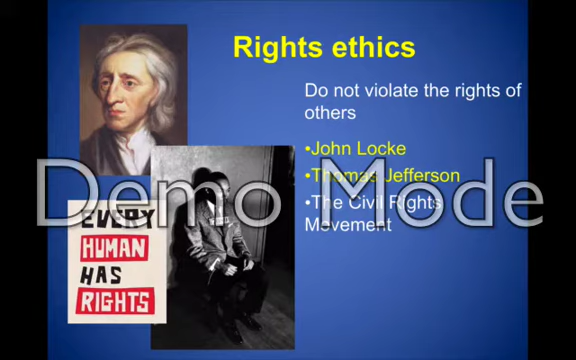 Rights ethics
Do not violate the rights of
others
•John Locke
•Thomas Jefferson
•The Civil Rights
Movement
Demo Mode
EVERY
HUMAN
HAS
RIGHTS